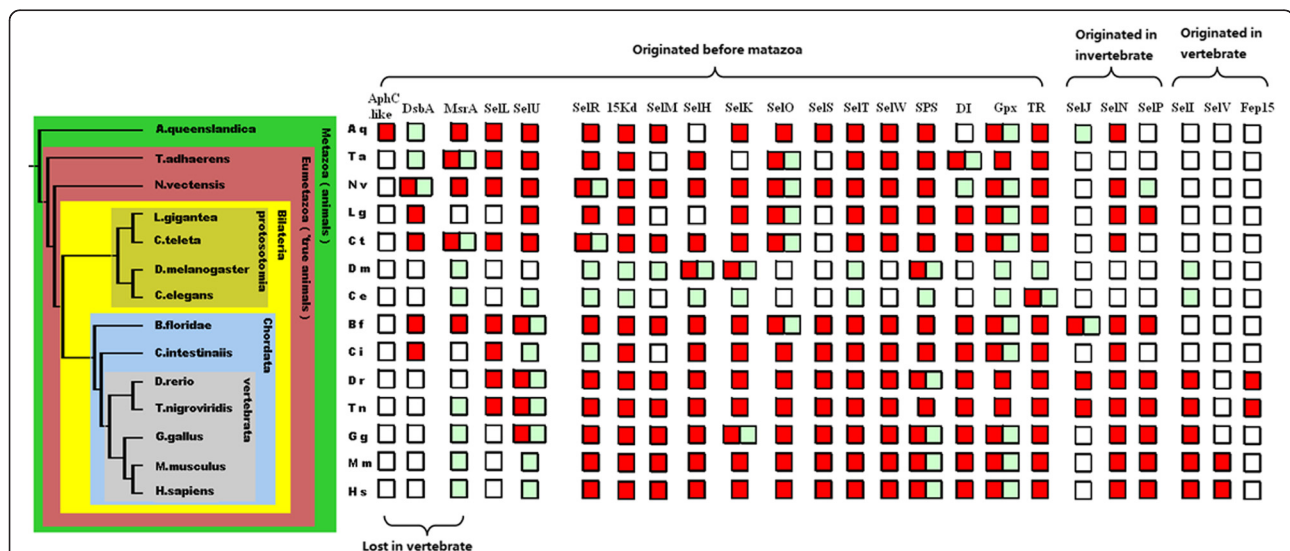 Originated before matazoa
Originated in invertebrate
Originated in vertebrate
AphC like DsbA MsrA SelL SelU SelR 15Kd SelM SelH SelK SelO SelS SelT SelW SPS DI Gpx TR SelJ SelN SelP SelI SelV Fep15
A.queenslandica Aq
T.adhaerens Ta
N.vectensis Nv
L.gigantea Lg
C.teleta Ct
D.melanogaster Dm
C.elegans Ce
B.floridae Bf
C.intestinaiis Ci
D.rerio Dr
T.nigroviridis Tn
G.gallus Gg
M.musculus Mm
H.sapiens Hs
Metazoa (animals)
Eumetazoa ("true animals)
Bilateria
protosotomia
Chordata
vertebrata
Lost in vertebrate